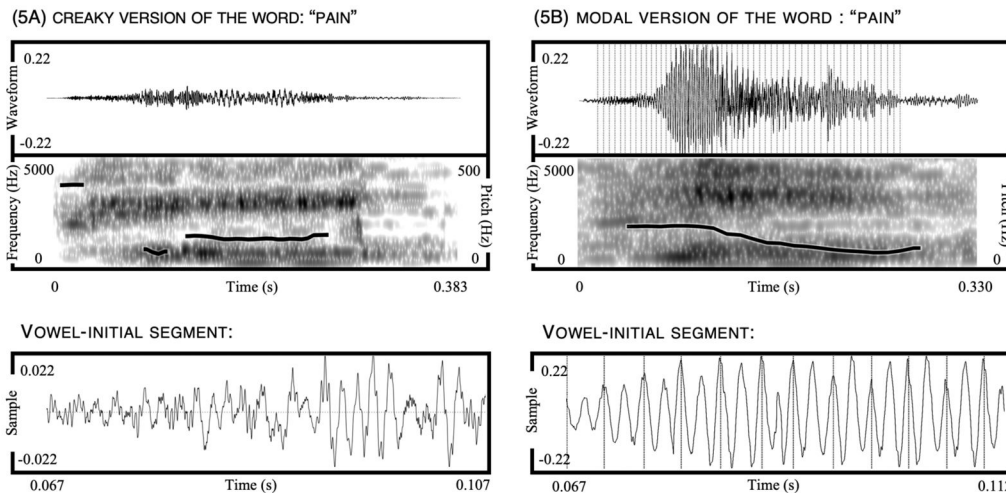 (5A) CREAKY VERSION OF THE WORD: "PAIN"
0.22
Waveform
-0.22
5000
Frequency (Hz)
0
500
Pitch (Hz)
0
0
Time (s)
0.383
VOWEL-INITIAL SEGMENT:
0.022
Sample
-0.022
0.067
Time (s)
0.107
(5B) MODAL VERSION OF THE WORD : "PAIN"
0.22
Waveform
-0.22
5000
Frequency (Hz)
0
0
0
Time (s)
0.330
VOWEL-INITIAL SEGMENT:
0.22
Sample
-0.22
0.067
Time (s)